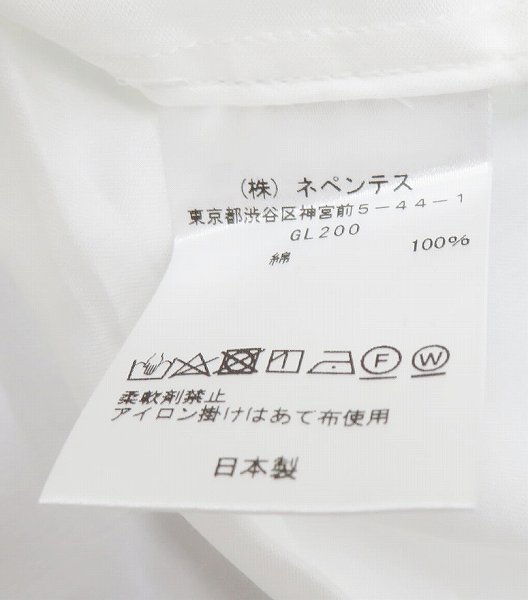 （株）ネペンテス
東京都渋谷区神宮前５－４４－１
GL200
綿 100%
F W
柔軟剤禁止
アイロン掛けはあて布使用
日本製